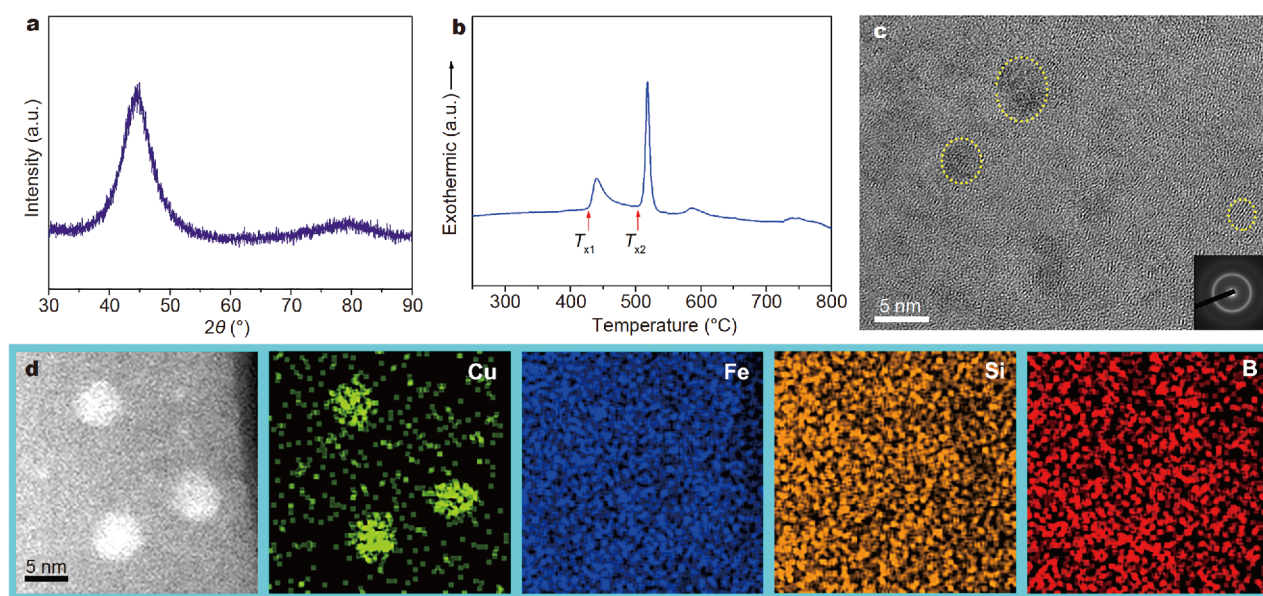 a
Intensity (a.u.)
30 40 50 60 70 80 90
2θ (°)
b
Exothermic (a.u.)
Tx1
Tx2
300 400 500 600 700 800
Temperature (°C)
c
5 nm
d
5 nm
Cu
Fe
Si
B